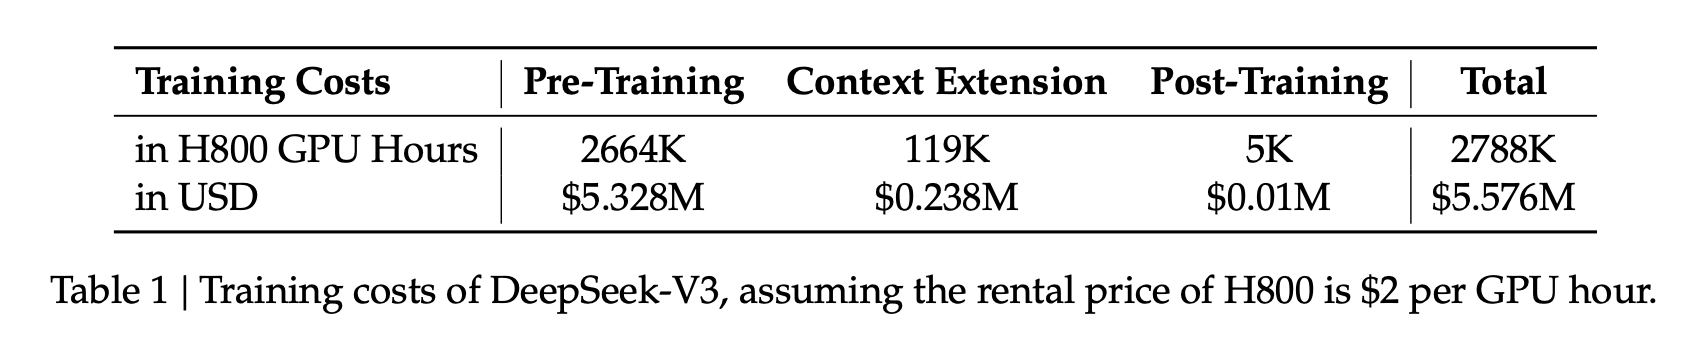 Training Costs Pre-Training Context Extension Post-Training Total
in H800 GPU Hours 2664K 119K 5K 2788K
in USD $5.328M $0.238M $0.01M $5.576M
Table 1 | Training costs of DeepSeek-V3, assuming the rental price of H800 is $2 per GPU hour.